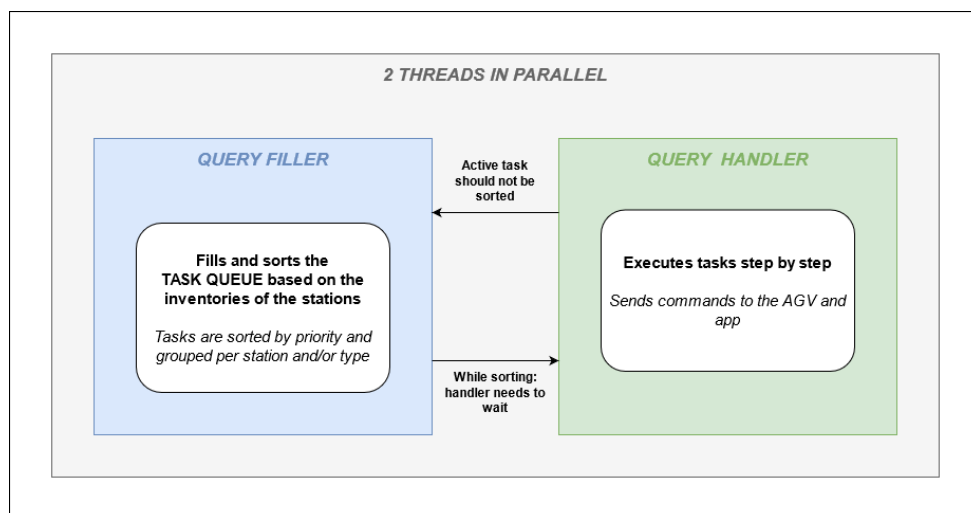 2 THREADS IN PARALLEL
QUERY FILLER
Fills and sorts the
TASK QUEUE based on the
inventories of the stations
Tasks are sorted by priority and
grouped per station and/or type
Active task
should not be
sorted
While sorting:
handler needs to
wait
QUERY HANDLER
Executes tasks step by step
Sends commands to the AGV and
app